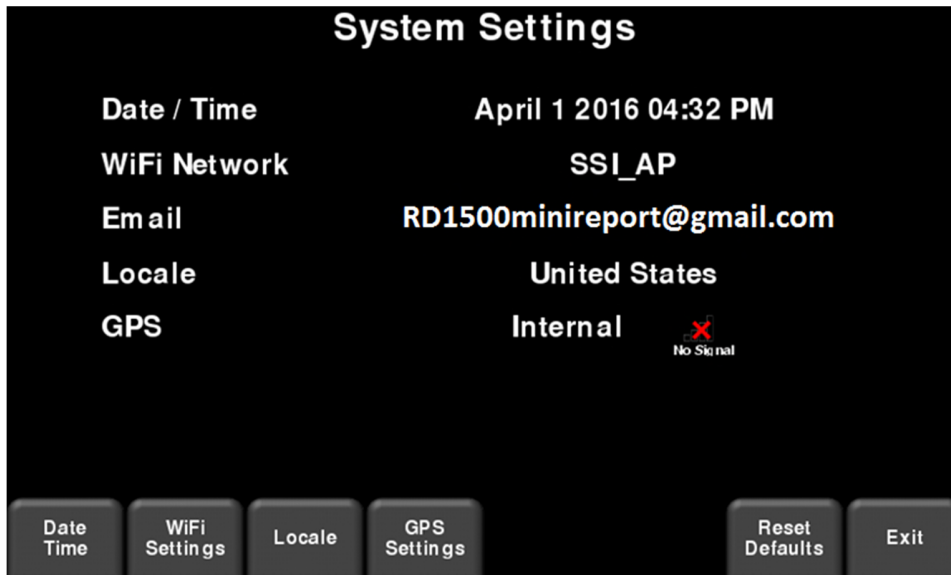 System Settings
Date / Time April 1 2016 04:32 PM
WiFi Network SSI_AP
Email RD1500minireport@gmail.com
Locale United States
GPS Internal
No Signal
Date
Time
WiFi
Settings
Locale
GPS
Settings
Reset
Defaults
Exit